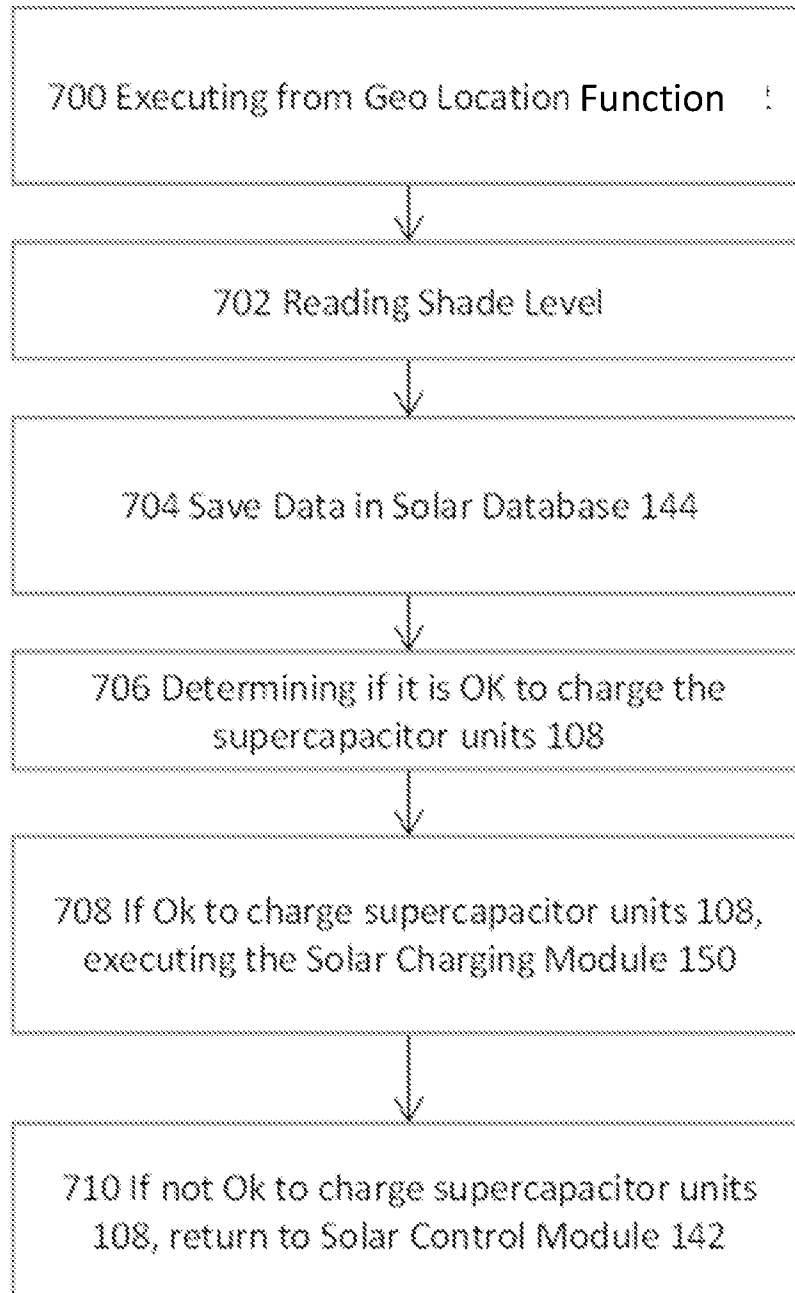 700 Executing from Geo Location Function
702 Reading Shade Level
704 Save Data in Solar Database 144
706 Determining if it is OK to charge the
supercapacitor units 108
708 If Ok to charge supercapacitor units 108,
executing the Solar Charging Module 150
710 If not Ok to charge supercapacitor units
108, return to Solar Control Module 142